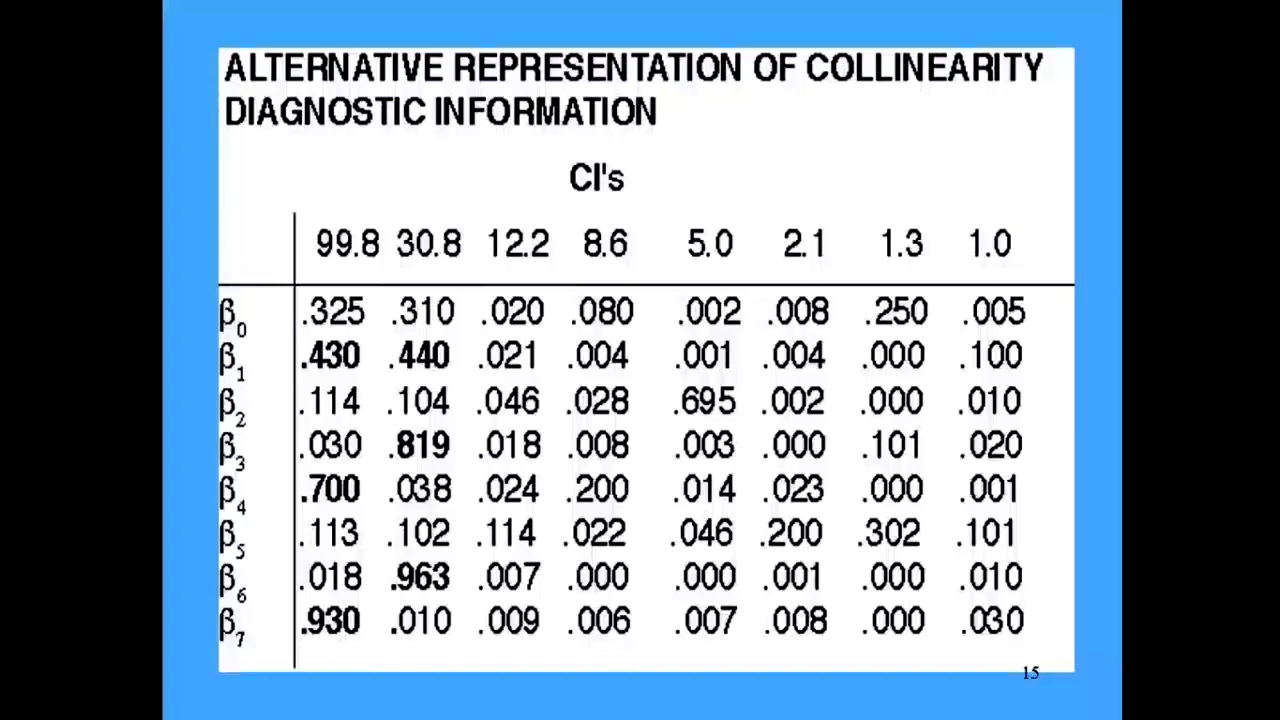 ALTERNATIVE REPRESENTATION OF COLLINEARITY
DIAGNOSTIC INFORMATION
CI's
99.8 30.8 12.2 8.6 5.0 2.1 1.3 1.0
β0 .325 .310 .020 .080 .002 .008 .250 .005
β1 .430 .440 .021 .004 .001 .004 .000 .100
β2 .114 .104 .046 .028 .695 .002 .000 .010
β3 .030 .819 .018 .008 .003 .000 .101 .020
β4 .700 .038 .024 .200 .014 .023 .000 .001
β5 .113 .102 .114 .022 .046 .200 .302 .101
β6 .018 .963 .007 .000 .000 .001 .000 .010
β7 .930 .010 .009 .006 .007 .008 .000 .030
15